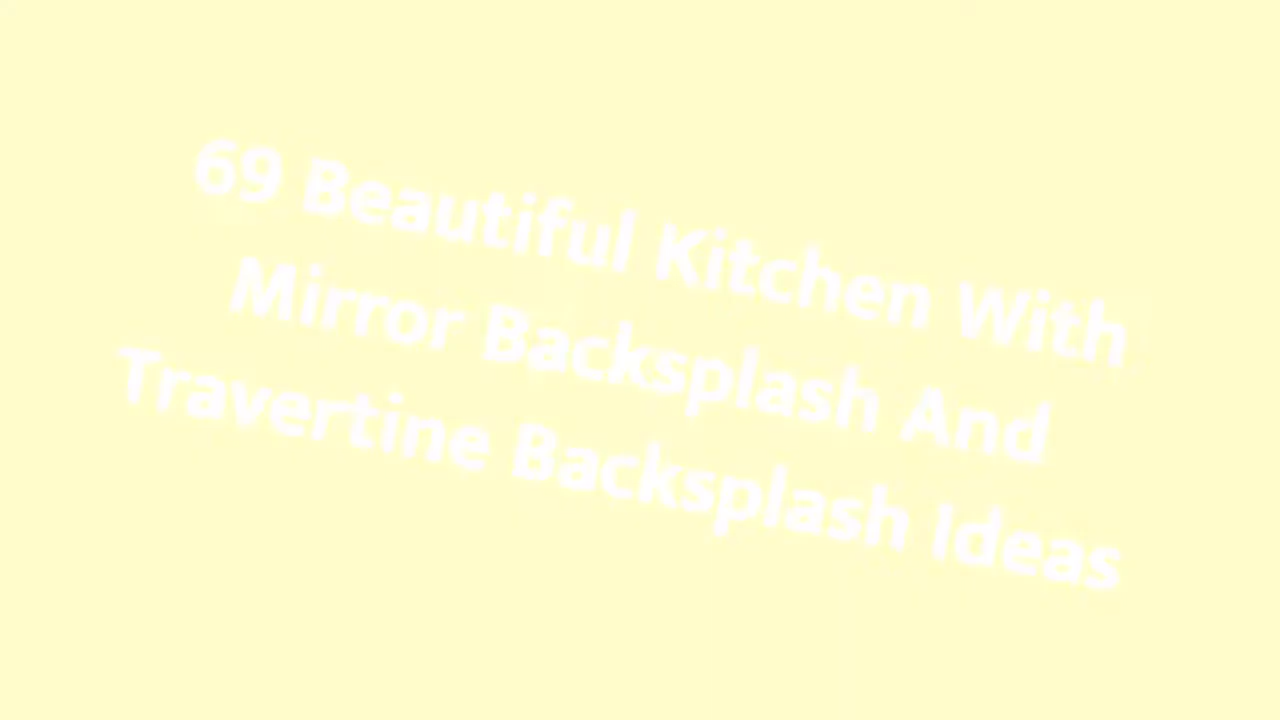 69 Beautiful Kitchen With
Mirror Backsplash And
Travertine Backsplash Ideas